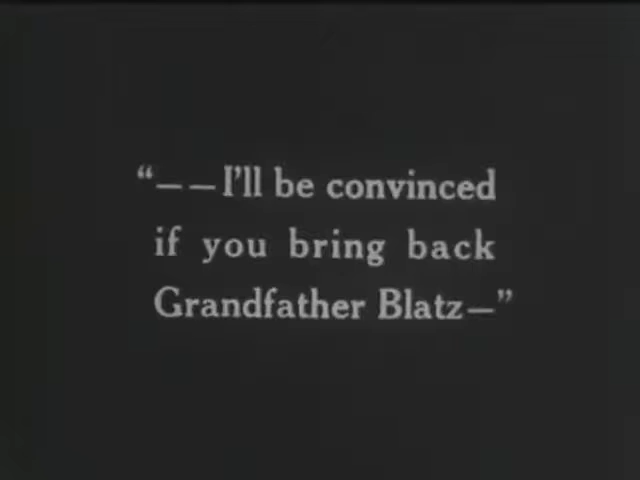 “——I’ll be convinced
if you bring back
Grandfather Blatz—”